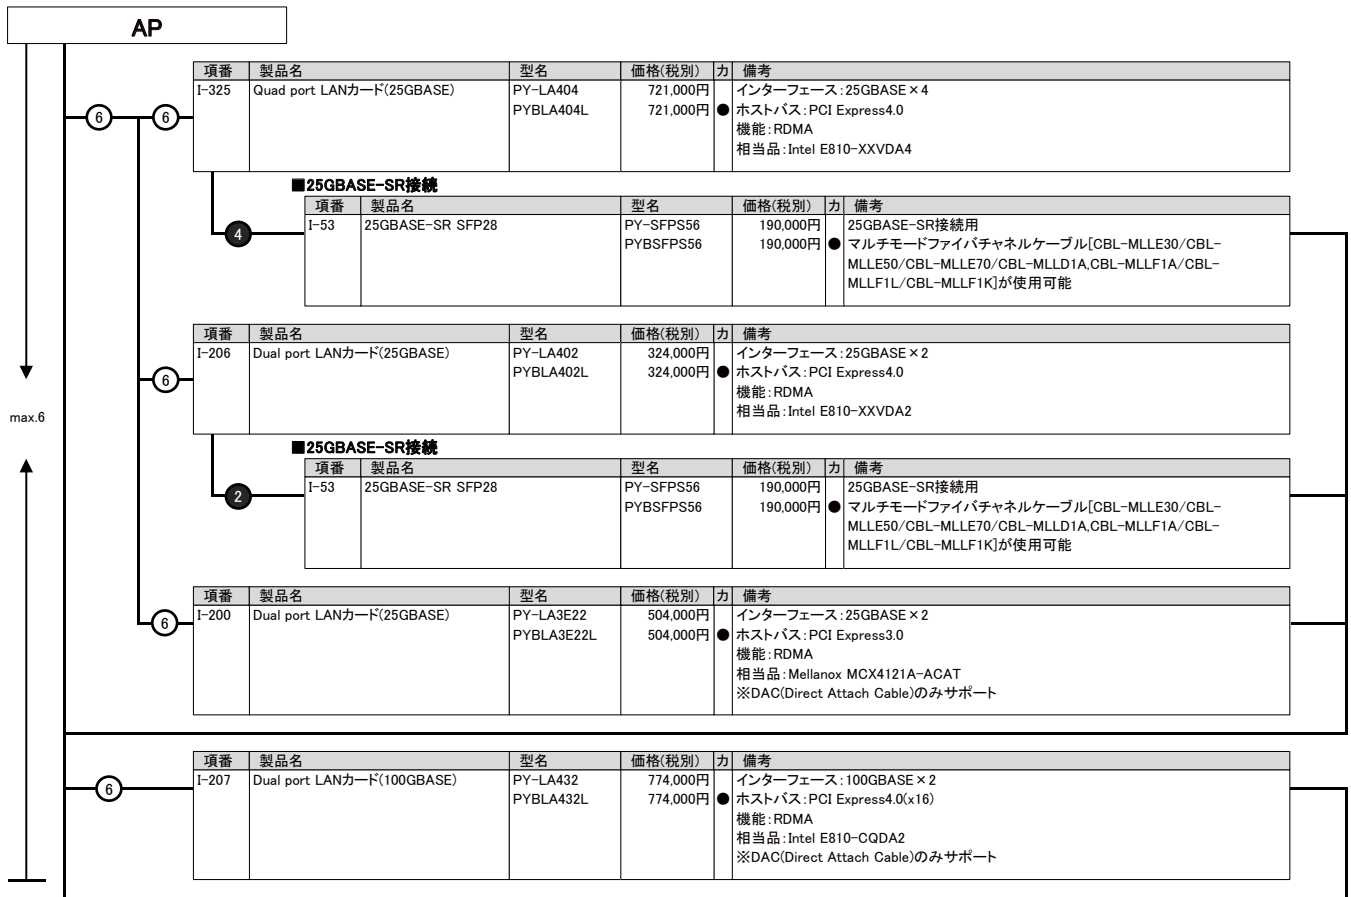 AP
項番 製品名 型名 価格(税別) カ 備考
I-325 Quad port LANカード(25GBASE) PY-LA404 721,000円 インターフェース:25GBASE×4
PYBLA404L 721,000円 ● ホストバス:PCI Express4.0
6 6
機能:RDMA
相当品:Intel E810-XXVDA4
■25GBASE-SR接続
項番 製品名 型名 価格(税別) カ 備考
4 I-53 25GBASE-SR SFP28 PY-SFPS56 190,000円 25GBASE-SR接続用
PYBSFPS56 190,000円 ● マルチモードファイバチャネルケーブル[CBL-MLLE30/CBL-
MLLE50/CBL-MLLE70/CBL-MLLD1A,CBL-MLLF1A/CBL-
MLLF1L/CBL-MLLF1K]が使用可能
項番 製品名 型名 価格(税別) カ 備考
I-206 Dual port LANカード(25GBASE) PY-LA402 324,000円 インターフェース:25GBASE×2
6 PYBLA402L 324,000円 ● ホストバス:PCI Express4.0
機能:RDMA
相当品:Intel E810-XXVDA2
max.6
■25GBASE-SR接続
項番 製品名 型名 価格(税別) カ 備考
2 I-53 25GBASE-SR SFP28 PY-SFPS56 190,000円 25GBASE-SR接続用
PYBSFPS56 190,000円 ● マルチモードファイバチャネルケーブル[CBL-MLLE30/CBL-
MLLE50/CBL-MLLE70/CBL-MLLD1A,CBL-MLLF1A/CBL-
MLLF1L/CBL-MLLF1K]が使用可能
項番 製品名 型名 価格(税別) カ 備考
6 I-200 Dual port LANカード(25GBASE) PY-LA3E22 504,000円 インターフェース:25GBASE×2
PYBLA3E22L 504,000円 ● ホストバス:PCI Express3.0
機能:RDMA
相当品:Mellanox MCX4121A-ACAT
※DAC(Direct Attach Cable)のみサポート
項番 製品名 型名 価格(税別) カ 備考
6 I-207 Dual port LANカード(100GBASE) PY-LA432 774,000円 インターフェース:100GBASE×2
PYBLA432L 774,000円 ● ホストバス:PCI Express4.0(x16)
機能:RDMA
相当品:Intel E810-CQDA2
※DAC(Direct Attach Cable)のみサポート